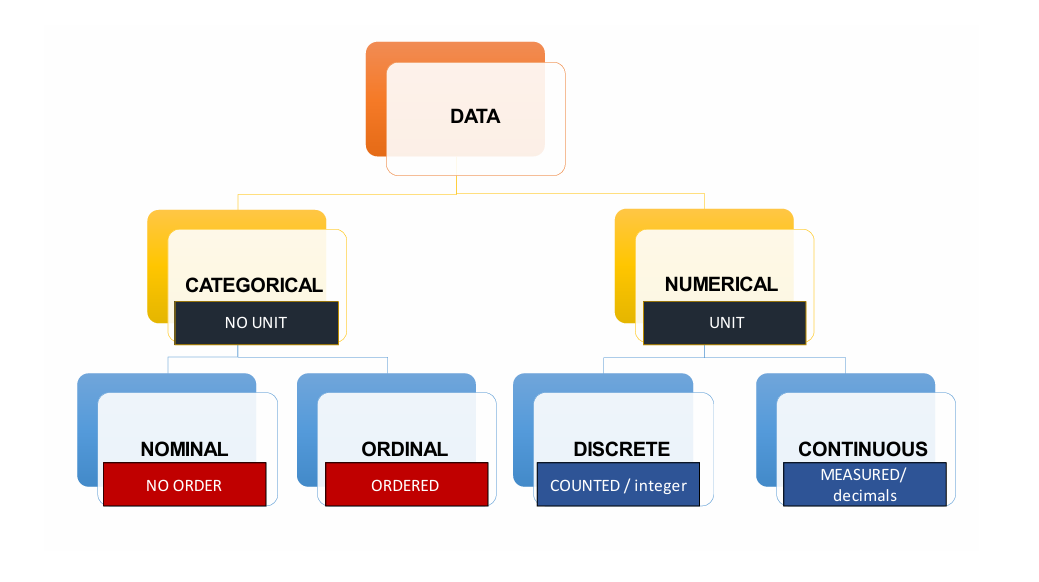 DATA
CATEGORICAL
NO UNIT
NUMERICAL
UNIT
NOMINAL
NO ORDER
ORDINAL
ORDERED
DISCRETE
COUNTED / integer
CONTINUOUS
MEASURED/
decimals